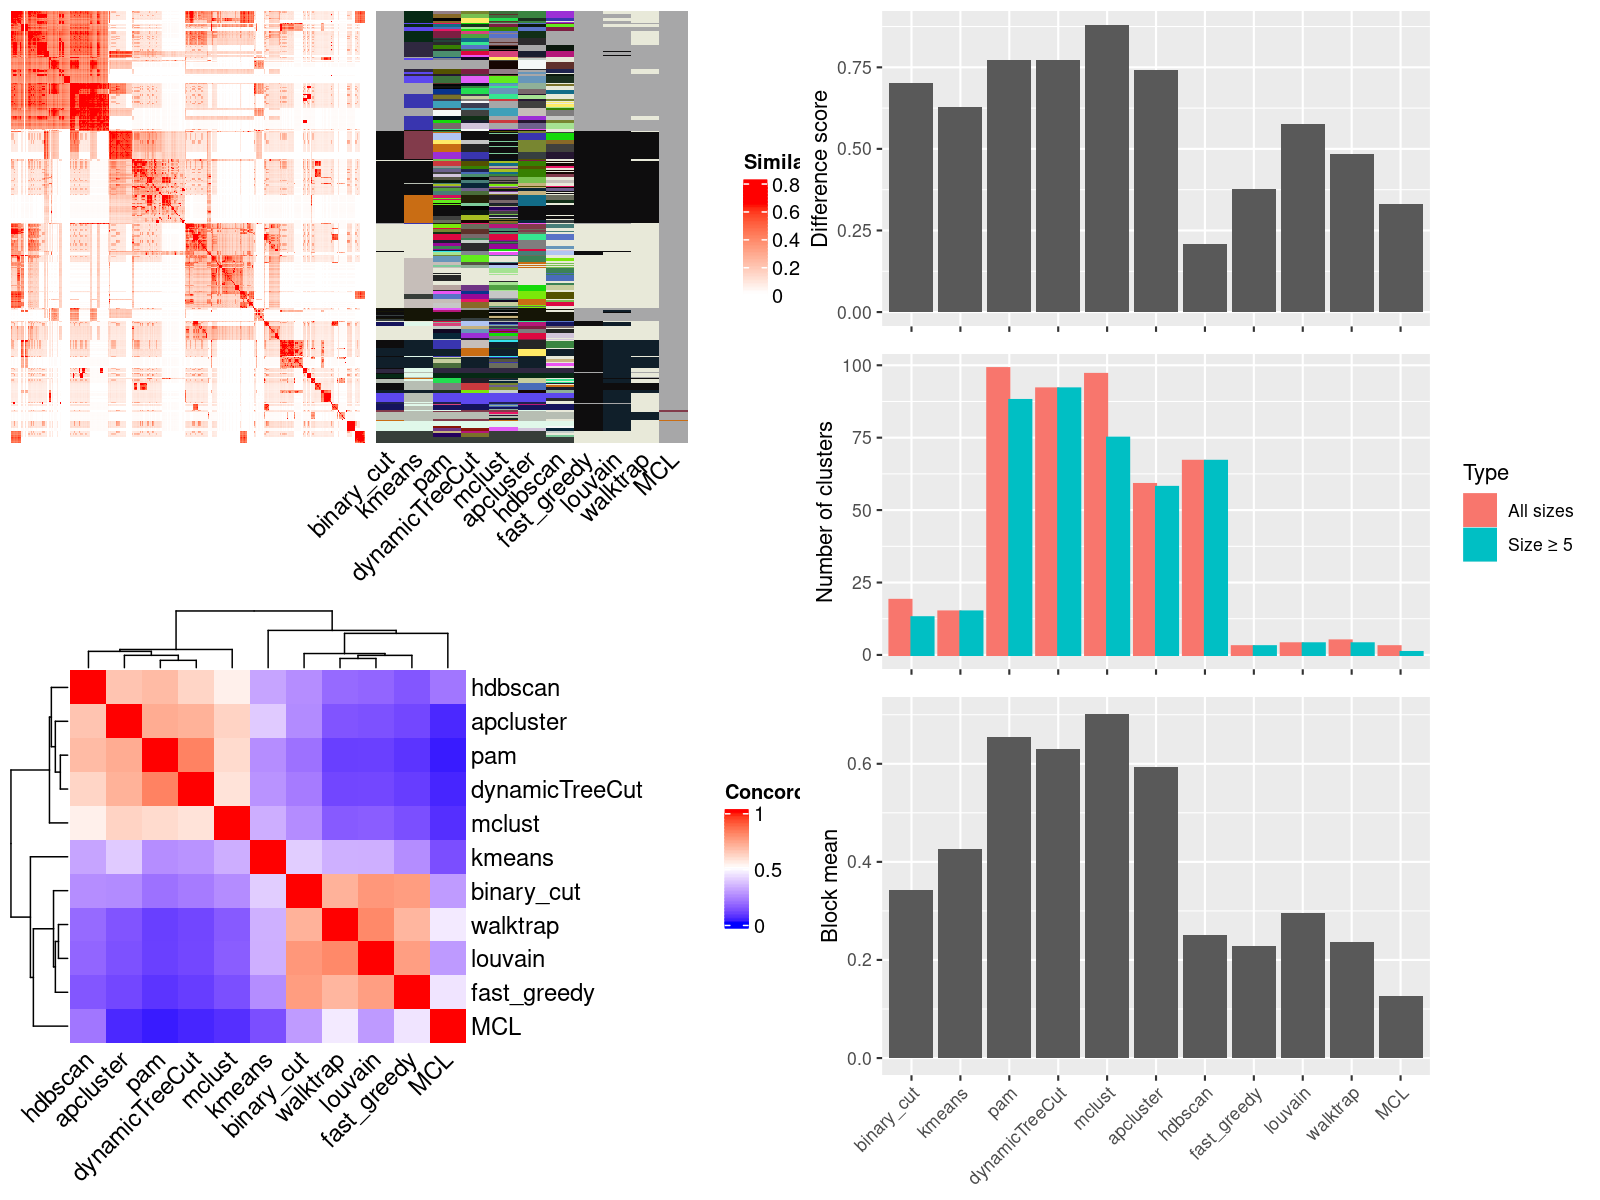 Simila
0.8
0.6
0.4
0.2
0
binary_cut
kmeans
pam
dynamicTreeCut
mclust
apcluster
hdbscan
fast_greedy
louvain
walktrap
MCL
hdbscan
apcluster
pam
dynamicTreeCut
mclust
kmeans
binary_cut
walktrap
louvain
fast_greedy
MCL
hdbscan
apcluster
pam
dynamicTreeCut
mclust
kmeans
binary_cut
walktrap
louvain
fast_greedy
MCL
Concord
1
0.5
0
Difference score
0.75
0.50
0.25
0.00
Number of clusters
100
75
50
25
0
Type
All sizes
Size ≥ 5
Block mean
0.6
0.4
0.2
0.0
binary_cut
kmeans
pam
dynamicTreeCut
mclust
apcluster
hdbscan
fast_greedy
louvain
walktrap
MCL